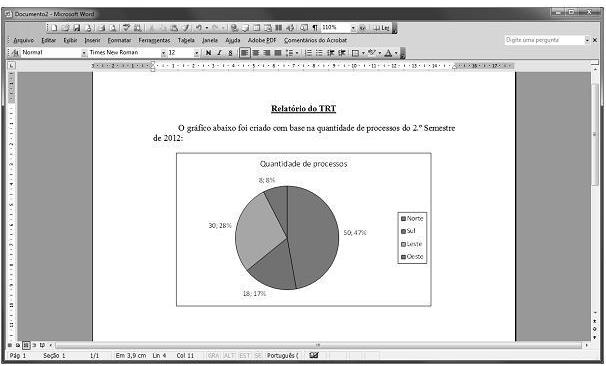 Documento2 - Microsoft Word
110%
Ler
Arquivo Editar Exibir Inserir Formatar Ferramentas Tabela Janela Ajuda Adobe PDF Comentários do Acrobat
Digite uma pergunta
Normal Times New Roman 12 N I S
Relatório do TRT
O gráfico abaixo foi criado com base na quantidade de processos do 2.º Semestre
de 2012:
Quantidade de processos
8; 8%
30; 28%
50; 47%
18; 17%
Norte
Sul
Leste
Oeste
Pág 1 Seção 1 1/1 Em 3,9 cm Lin 4 Col 11 GRA ALT EST SE Português (